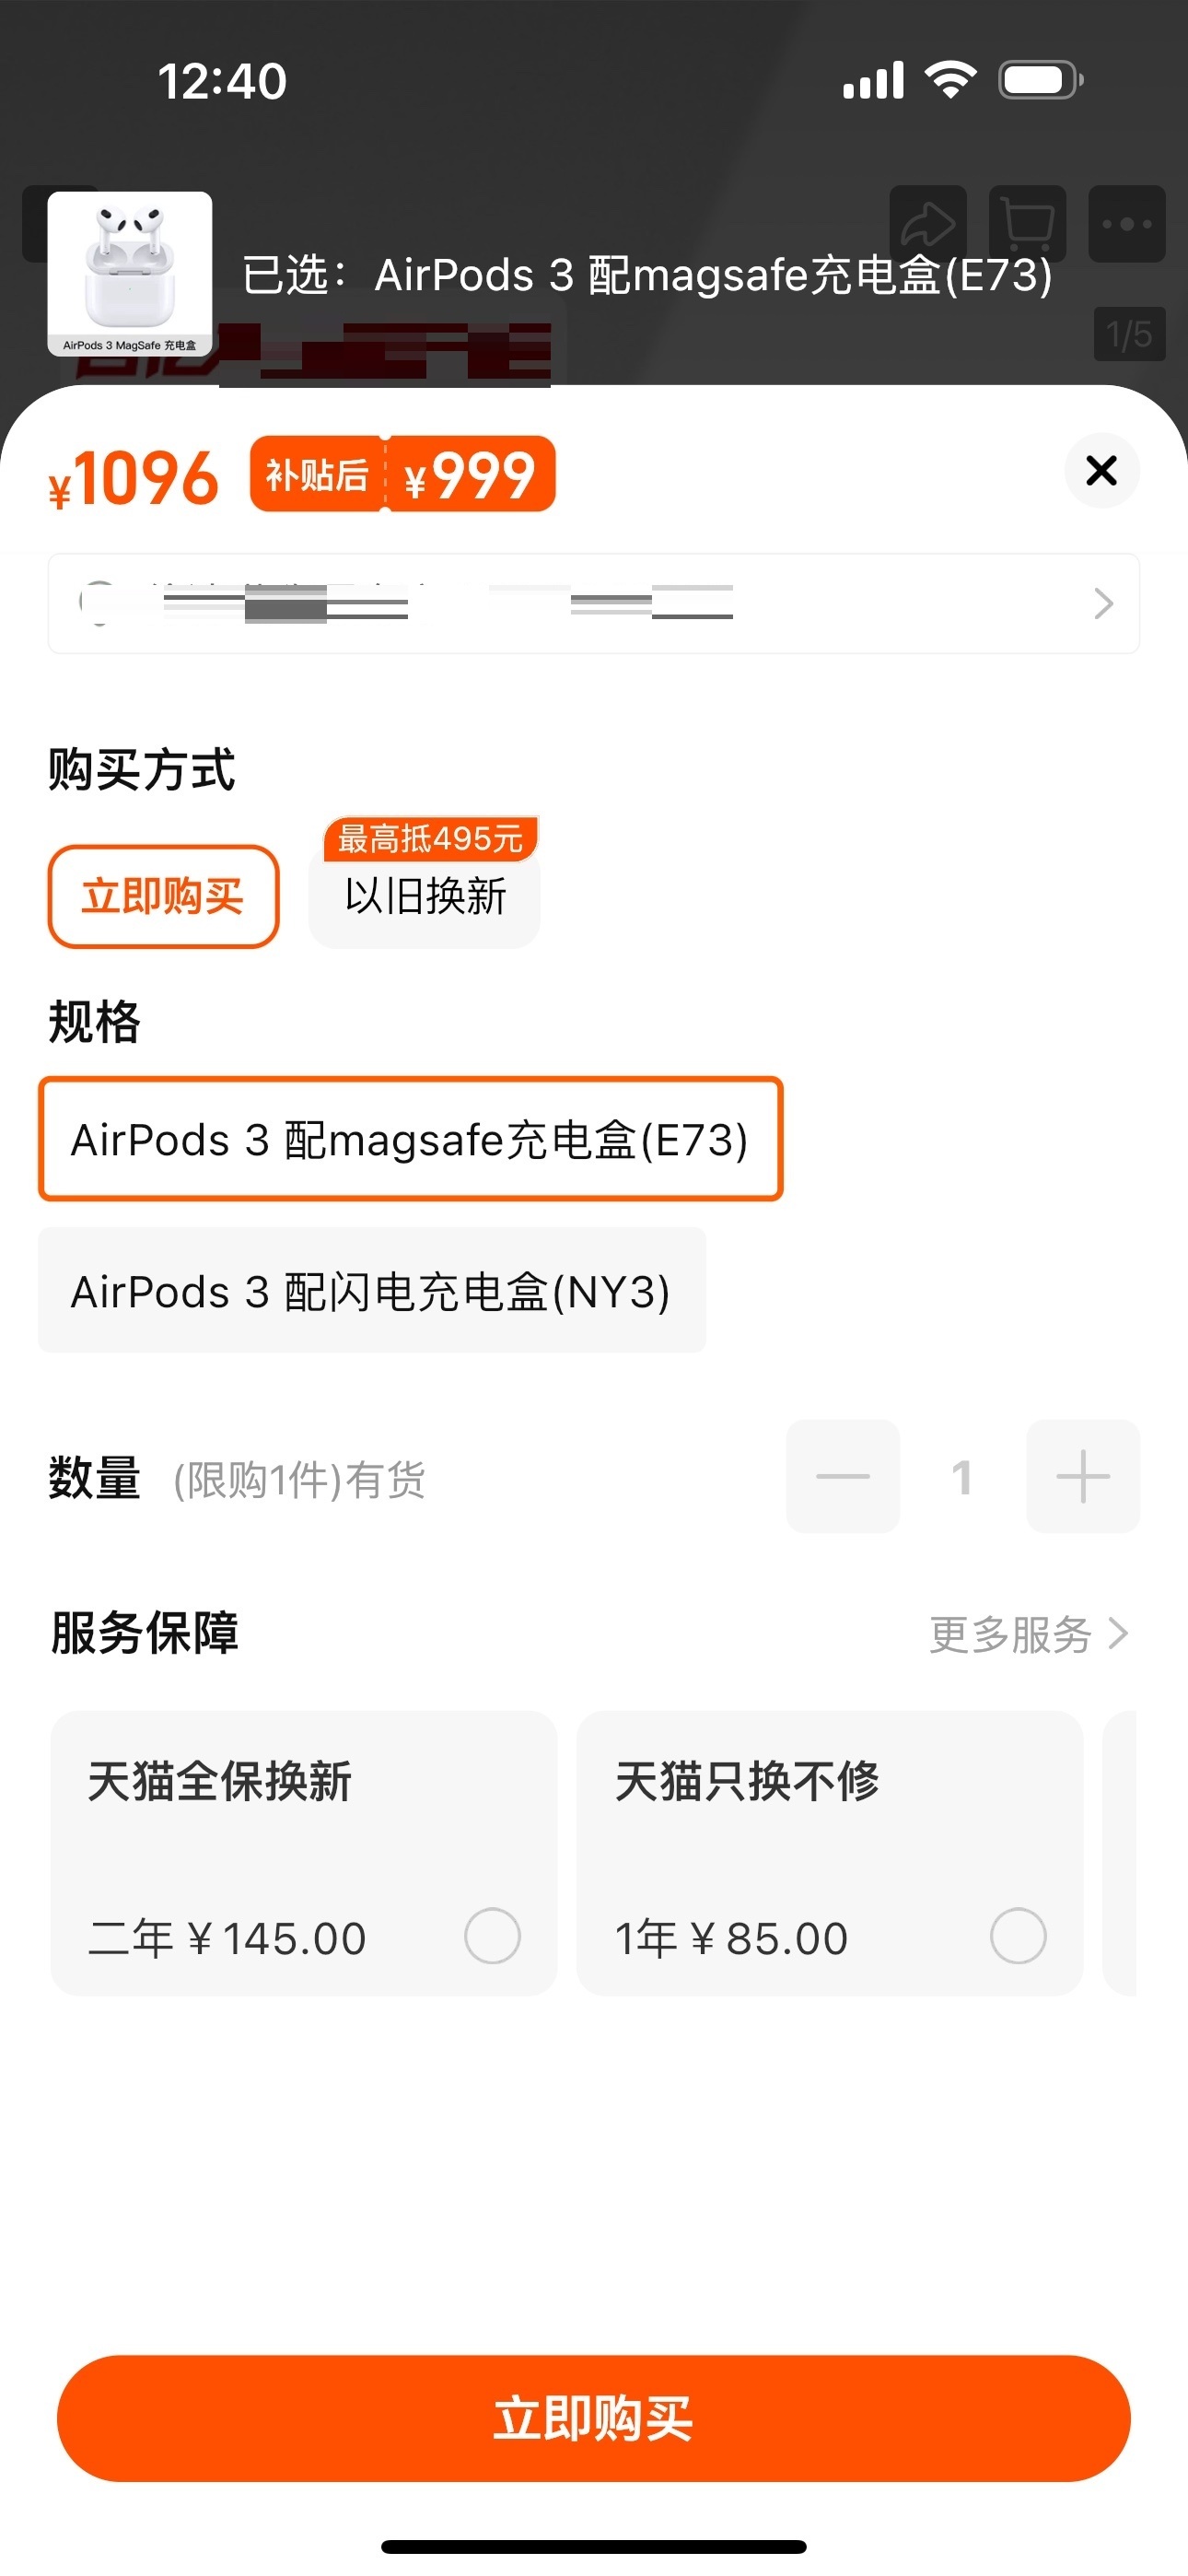 12:40
已选：AirPods 3 配magsafe充电盒(E73)
AirPods 3 MagSafe 充电盒
1/5
¥1096 补贴后 ¥999
购买方式
最高抵495元
立即购买 以旧换新
规格
AirPods 3 配magsafe充电盒(E73)
AirPods 3 配闪电充电盒(NY3)
数量 (限购1件)有货 1
服务保障 更多服务
天猫全保换新 天猫只换不修
二年 ¥145.00 1年 ¥85.00
立即购买